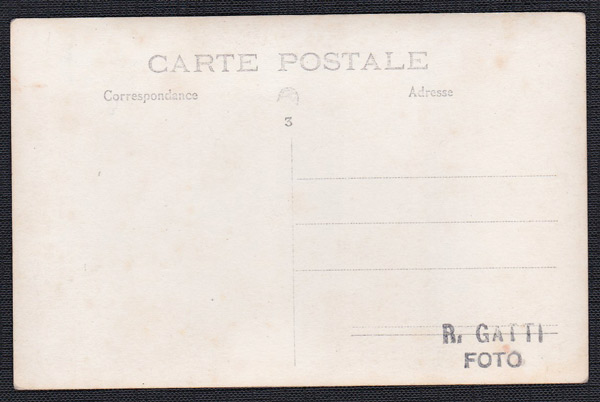 CARTE POSTALE
Correspondance
Adresse
3
R. GATTI
FOTO